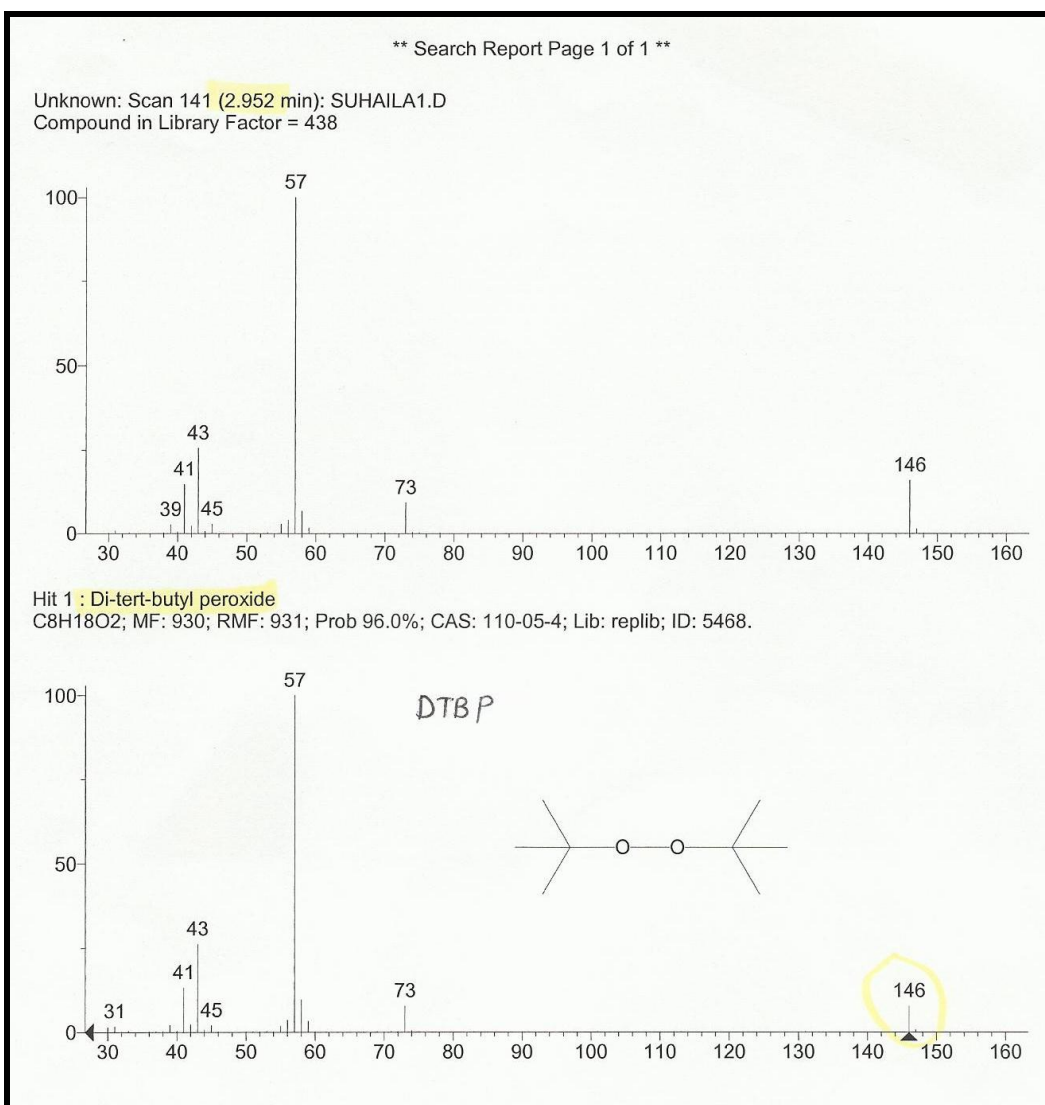 ** Search Report Page 1 of 1 **
Unknown: Scan 141 (2.952 min): SUHAILA1.D
Compound in Library Factor = 438
57
100
50
43
41
39
45
73
146
0
30 40 50 60 70 80 90 100 110 120 130 140 150 160
Hit 1 : Di-tert-butyl peroxide
C8H18O2; MF: 930; RMF: 931; Prob 96.0%; CAS: 110-05-4; Lib: replib; ID: 5468.
57
100
DTBP
O O
50
43
41
31
45
73
146
0
30 40 50 60 70 80 90 100 110 120 130 140 150 160